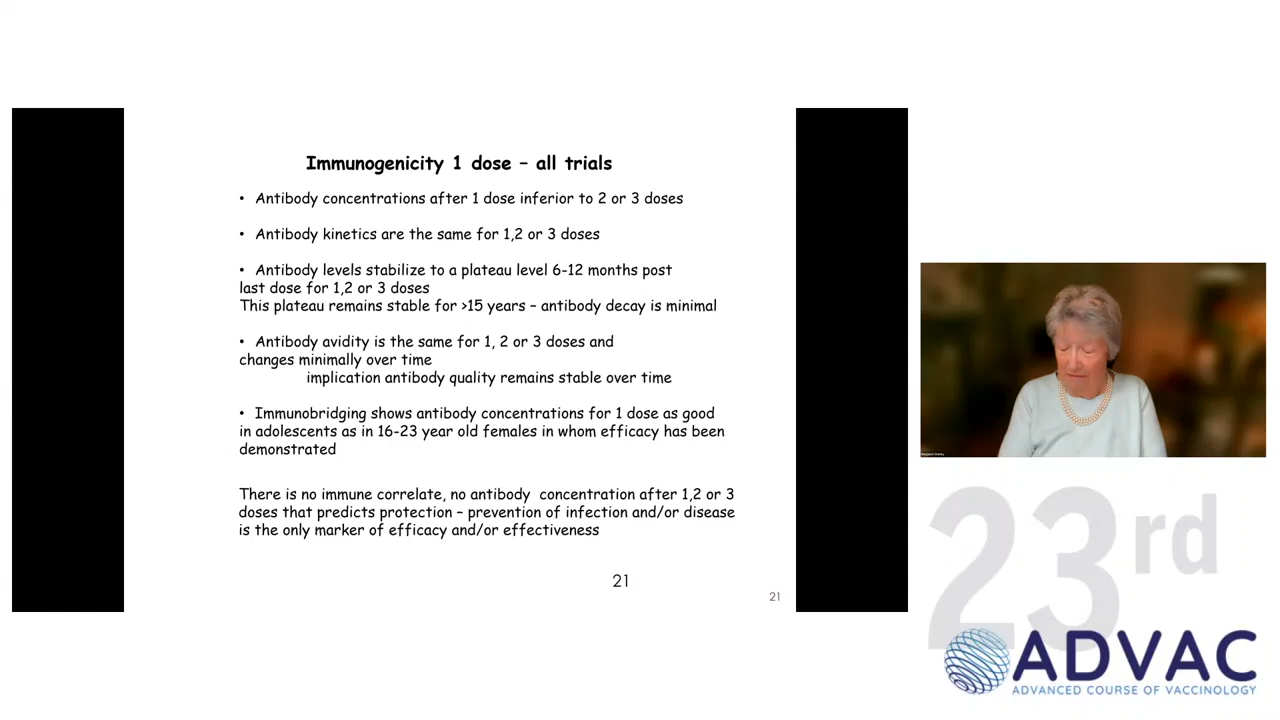 Immunogenicity 1 dose – all trials
• Antibody concentrations after 1 dose inferior to 2 or 3 doses
• Antibody kinetics are the same for 1,2 or 3 doses
• Antibody levels stabilize to a plateau level 6-12 months post
last dose for 1,2 or 3 doses
This plateau remains stable for >15 years – antibody decay is minimal
• Antibody avidity is the same for 1, 2 or 3 doses and
changes minimally over time
implication antibody quality remains stable over time
• Immunobridging shows antibody concentrations for 1 dose as good
in adolescents as in 16-23 year old females in whom efficacy has been
demonstrated
There is no immune correlate, no antibody concentration after 1,2 or 3
doses that predicts protection – prevention of infection and/or disease
is the only marker of efficacy and/or effectiveness
21
21
23rd
ADVAC
ADVANCED COURSE OF VACCINOLOGY